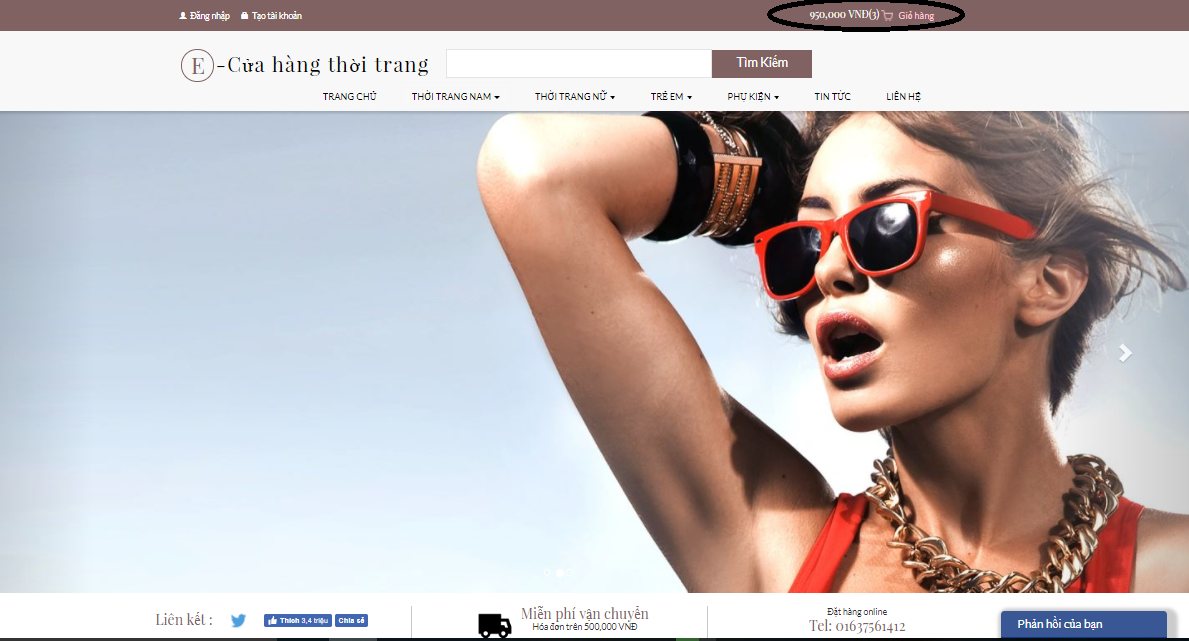 Đăng nhập Tạo tài khoản 950,000 VNĐ(3) Giỏ hàng
E -Cửa hàng thời trang Tìm Kiếm
TRANG CHỦ THỜI TRANG NAM THỜI TRANG NỮ TRẺ EM PHỤ KIỆN TIN TỨC LIÊN HỆ
Liên kết : Thích 3,4 triệu Chia sẻ
Miễn phí vận chuyển
Hóa đơn trên 500,000 VNĐ
Đặt hàng online
Tel: 01637561412
Phản hồi của bạn